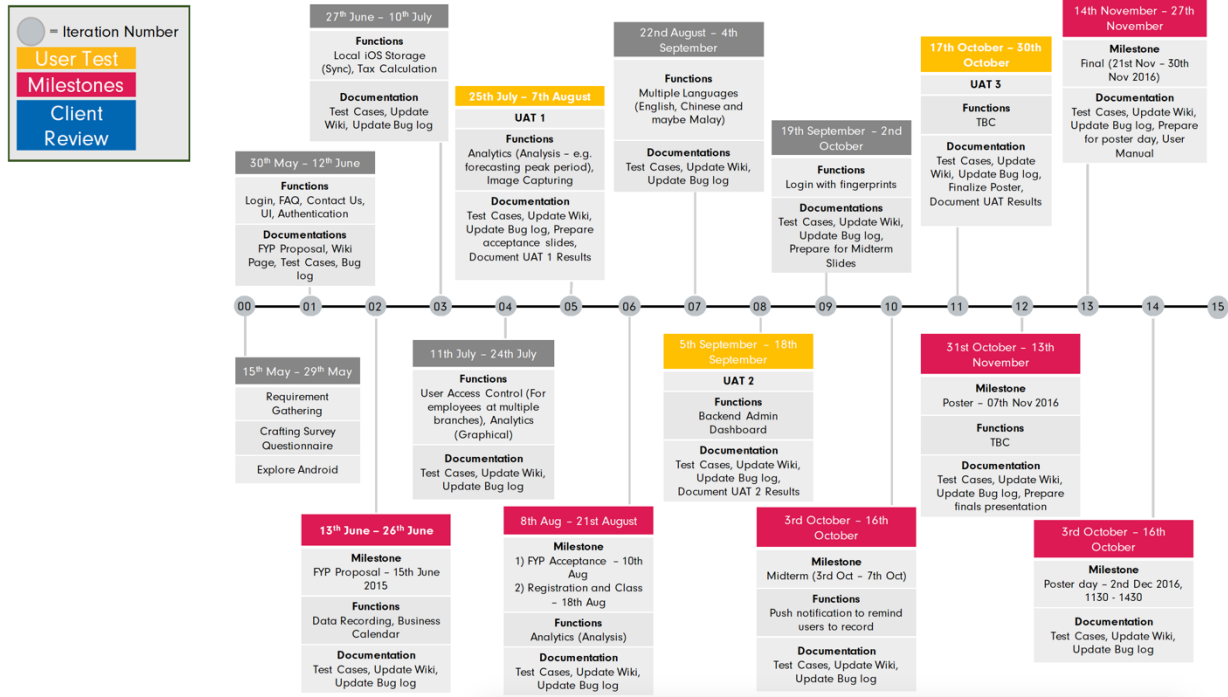 = Iteration Number
User Test
Milestones
Client
Review
27th June – 10th July
Functions
Local iOS Storage
(Sync), Tax Calculation
Documentation
Test Cases, Update
Wiki, Update Bug log
30th May – 12th June
Functions
Login, FAQ, Contact Us,
UI, Authentication
Documentations
FYP Proposal, Wiki
Page, Test Cases, Bug
log
25th July – 7th August
UAT 1
Functions
Analytics (Analysis – e.g.
forecasting peak period),
Image Capturing
Documentation
Test Cases, Update Wiki,
Update Bug log, Prepare
acceptance slides,
Document UAT 1 Results
22nd August – 4th
September
Functions
Multiple Languages
(English, Chinese and
maybe Malay)
Documentations
Test Cases, Update Wiki,
Update Bug log
19th September – 2nd
October
Functions
Login with fingerprints
Documentations
Test Cases, Update Wiki,
Update Bug log,
Prepare for Midterm
Slides
17th October – 30th
October
UAT 3
Functions
TBC
Documentation
Test Cases, Update
Wiki, Update Bug log,
Finalize Poster,
Document UAT Results
14th November – 27th
November
Milestone
Final (21st Nov – 30th
Nov 2016)
Documentation
Test Cases, Update Wiki,
Update Bug log, Prepare
for poster day, User
Manual
00 01 02 03 04 05 06 07 08 09 10 11 12 13 14 15
15th May – 29th May
Requirement
Gathering
Crafting Survey
Questionnaire
Explore Android
13th June – 26th June
Milestone
FYP Proposal – 15th June
2015
Functions
Data Recording, Business
Calendar
Documentation
Test Cases, Update Wiki,
Update Bug log
11th July – 24th July
Functions
User Access Control (For
employees at multiple
branches), Analytics
(Graphical)
Documentation
Test Cases, Update Wiki,
Update Bug log
8th Aug – 21st August
Milestone
1) FYP Acceptance – 10th
Aug
2) Registration and Class
– 18th Aug
Functions
Analytics (Analysis)
Documentation
Test Cases, Update Wiki,
Update Bug log
5th September – 18th
September
UAT 2
Functions
Backend Admin
Dashboard
Documentation
Test Cases, Update Wiki,
Update Bug log,
Document UAT 2 Results
3rd October – 16th
October
Milestone
Midterm (3rd Oct – 7th Oct)
Functions
Push notification to remind
users to record
Documentation
Test Cases, Update Wiki,
Update Bug log
31st October – 13th
November
Milestone
Poster – 07th Nov 2016
Functions
TBC
Documentation
Test Cases, Update Wiki,
Update Bug log, Prepare
finals presentation
3rd October – 16th
October
Milestone
Poster day – 2nd Dec 2016,
1130 - 1430
Documentation
Test Cases, Update Wiki,
Update Bug log